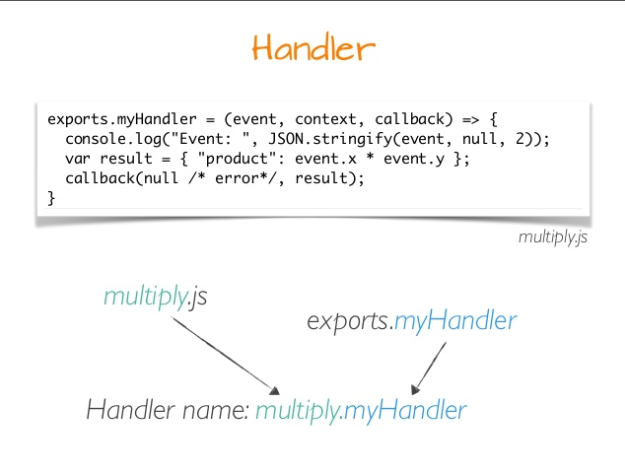 Handler
exports.myHandler = (event, context, callback) => {
  console.log("Event: ", JSON.stringify(event, null, 2));
  var result = { "product": event.x * event.y };
  callback(null /* error*/, result);
}
multiply.js
multiply.js
exports.myHandler
Handler name: multiply.myHandler